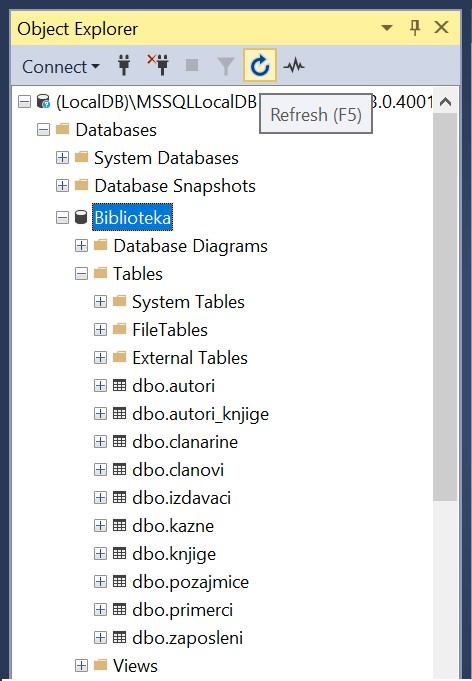 Object Explorer
Connect
(LocalDB)\MSSQLLocalDB 3.0.4001
Refresh (F5)
Databases
System Databases
Database Snapshots
Biblioteka
Database Diagrams
Tables
System Tables
FileTables
External Tables
dbo.autori
dbo.autori_knjige
dbo.clanarine
dbo.clanovi
dbo.izdavaci
dbo.kazne
dbo.knjige
dbo.pozajmice
dbo.primerci
dbo.zaposleni
Views